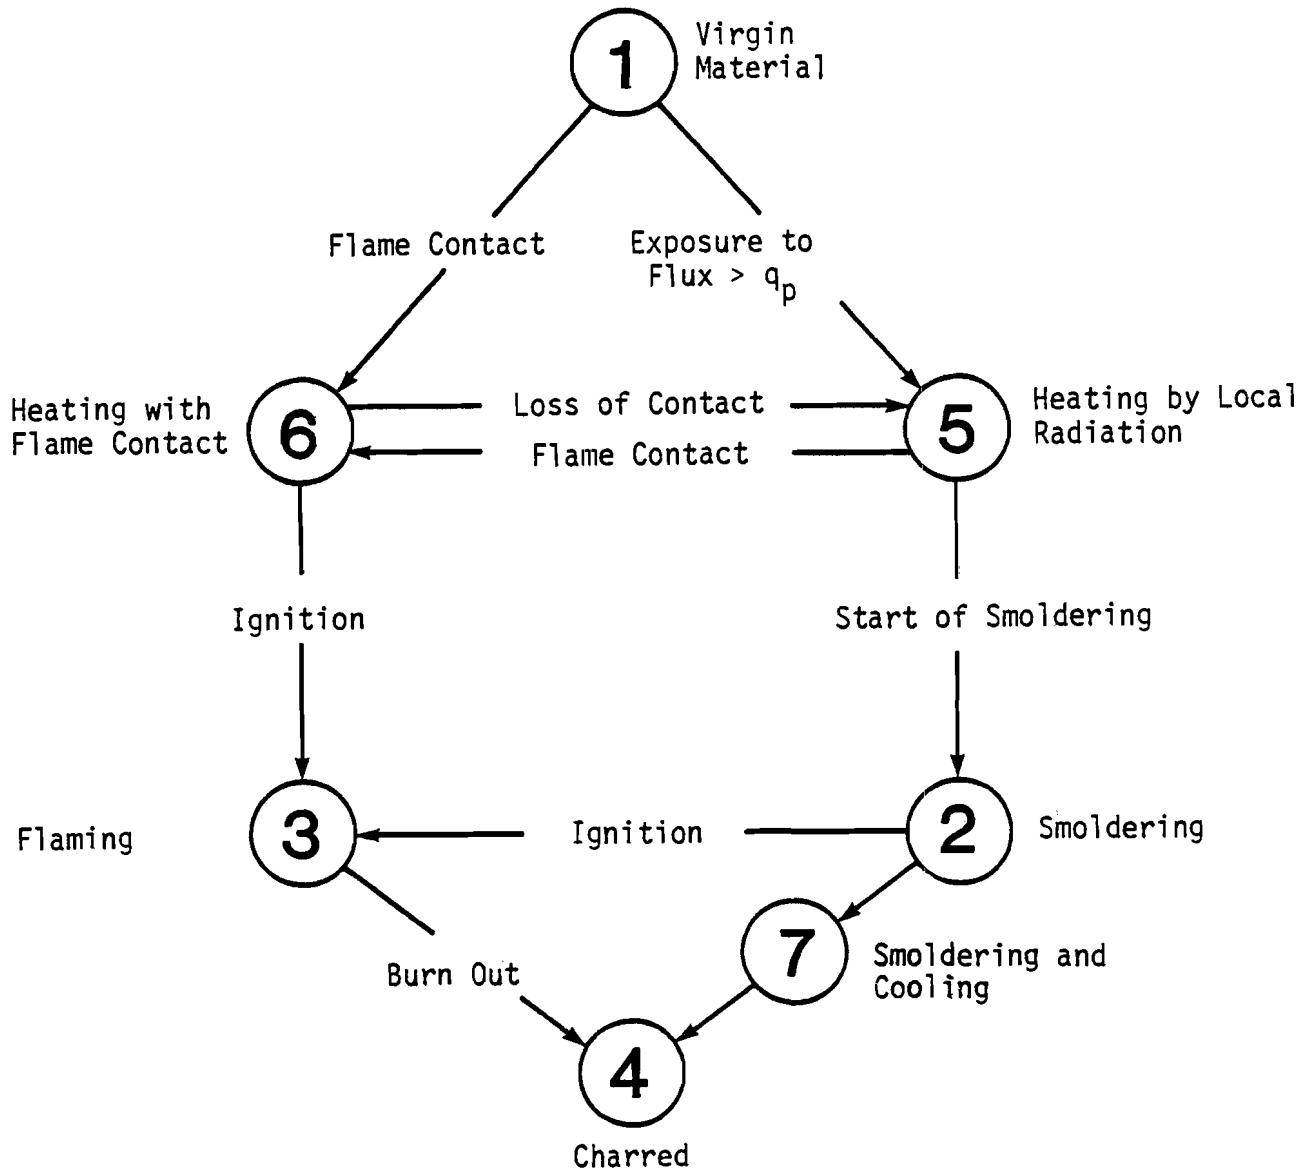 1
Virgin
Material
Flame Contact
Exposure to
Flux > qp
Heating with
Flame Contact
6
Loss of Contact
Flame Contact
5
Heating by Local
Radiation
Ignition
Start of Smoldering
Flaming
3
Ignition
2
Smoldering
7
Smoldering and
Cooling
Burn Out
4
Charred